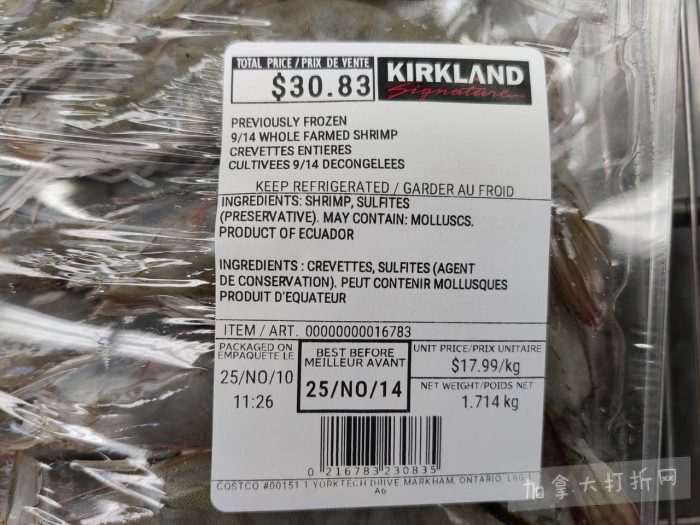 TOTAL PRICE / PRIX DE VENTE
$30.83
KIRKLAND
Signature
PREVIOUSLY FROZEN
9/14 WHOLE FARMED SHRIMP
CREVETTES ENTIERES
CULTIVEES 9/14 DECONGELEES
KEEP REFRIGERATED / GARDER AU FROID
INGREDIENTS: SHRIMP, SULFITES
(PRESERVATIVE). MAY CONTAIN: MOLLUSCS.
PRODUCT OF ECUADOR
INGREDIENTS : CREVETTES, SULFITES (AGENT
DE CONSERVATION). PEUT CONTENIR MOLLUSQUES
PRODUIT D'EQUATEUR
ITEM / ART. 00000000016783
PACKAGED ON
EMPAQUETE LE
25/NO/10
11:26
BEST BEFORE
MEILLEUR AVANT
25/NO/14
UNIT PRICE/PRIX UNITAIRE
$17.99/kg
NET WEIGHT/POIDS NET
1.714 kg
0 216783 230835
COSTCO #00151 1 YORKTECH DRIVE MARKHAM, ONTARIO
A6
拿大打折网